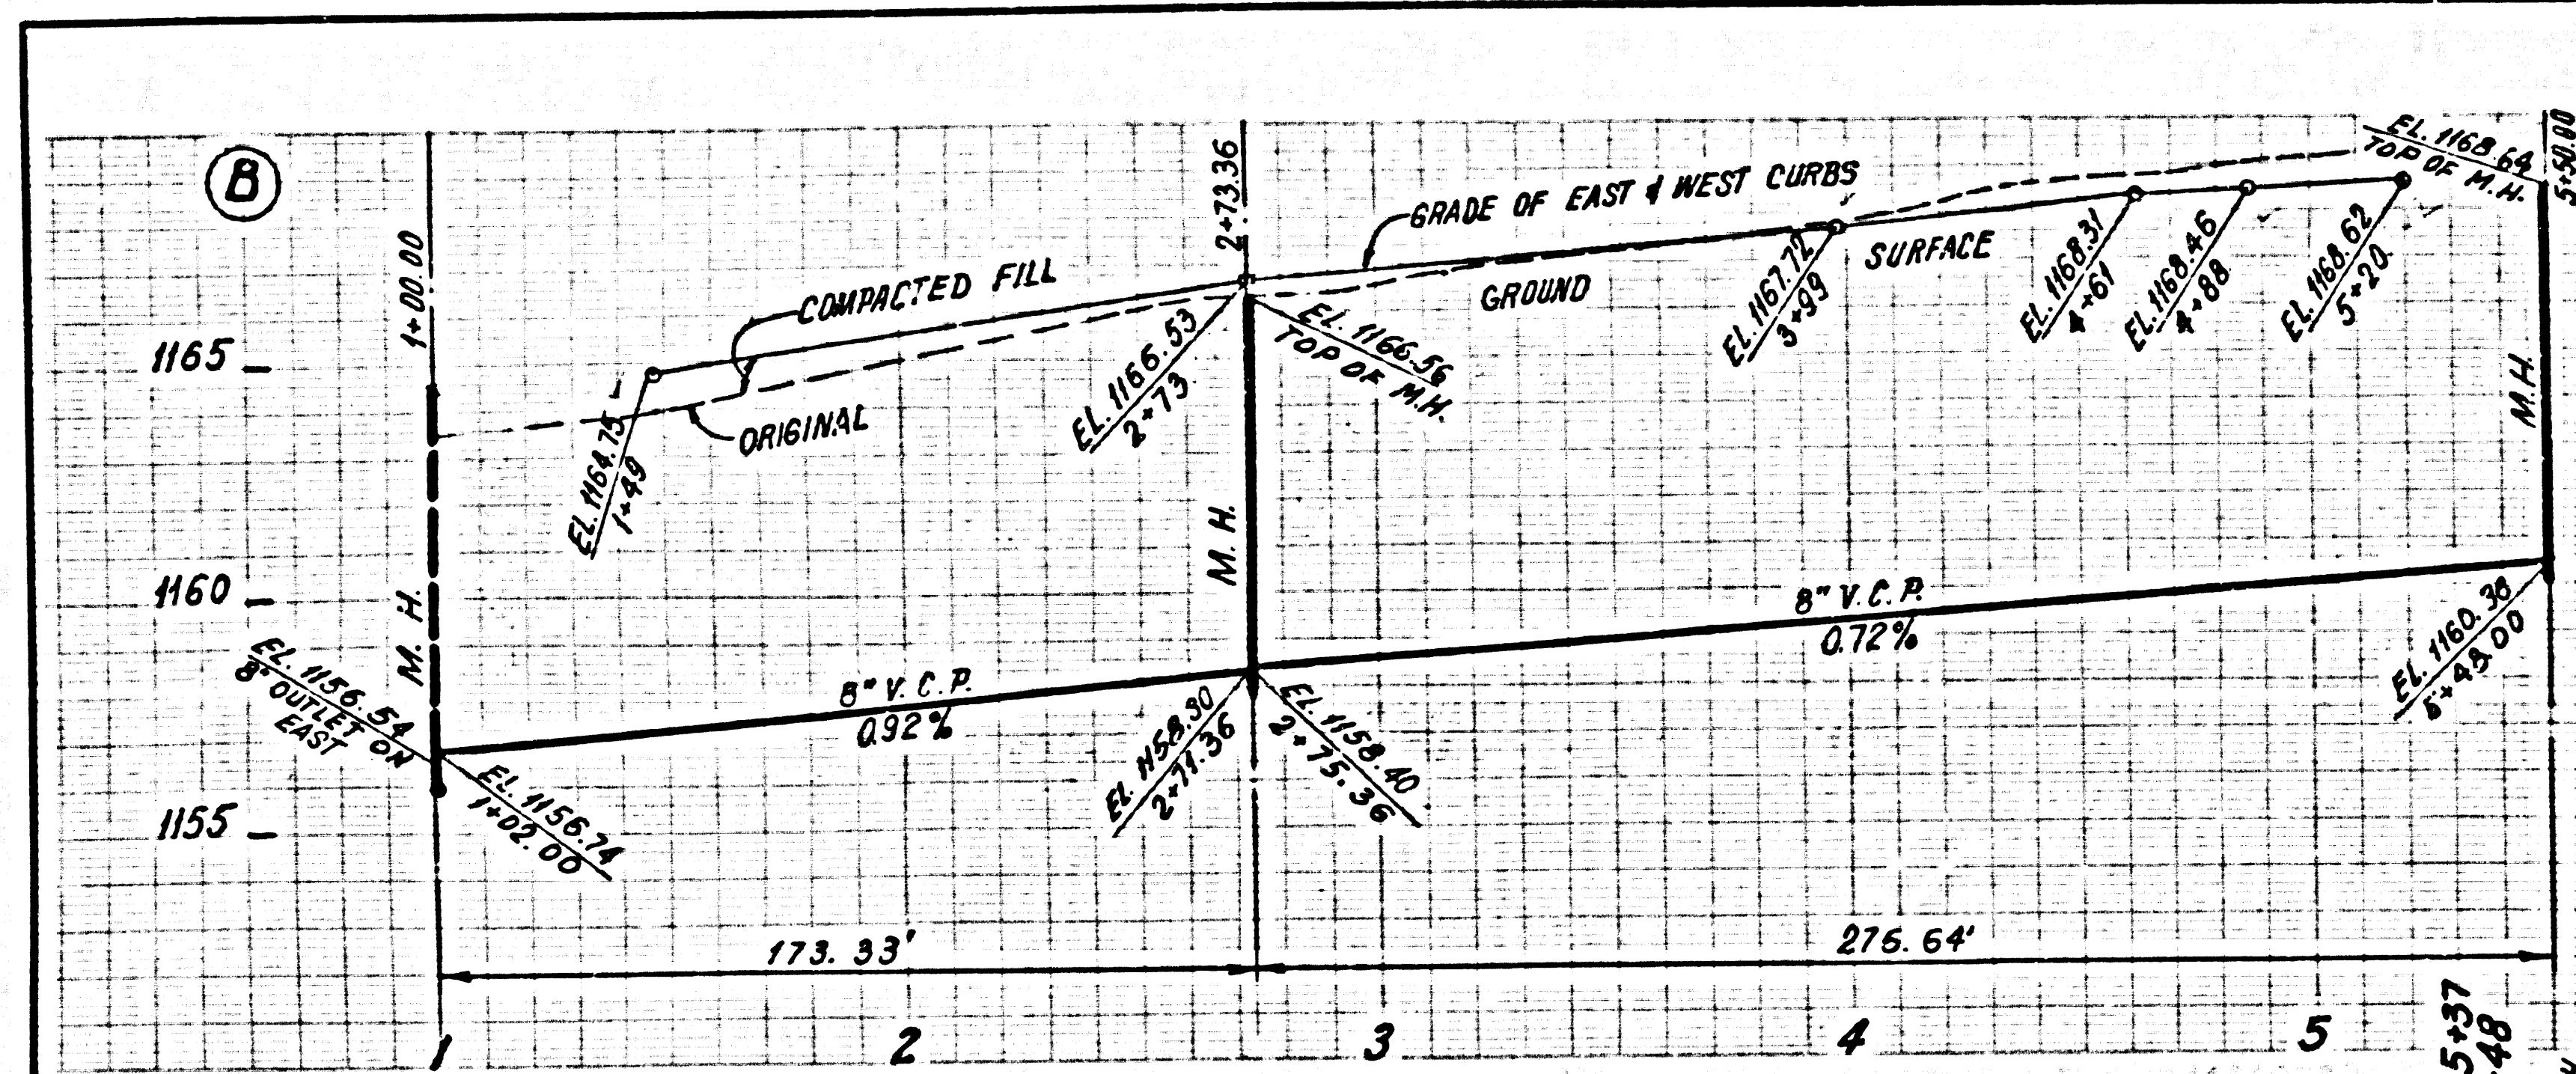 B
1+00.00
2+73.36
5+50.00
EL. 1168.64
TOP OF M.H.
GRADE OF EAST & WEST CURBS
COMPACTED FILL
GROUND
SURFACE
ORIGINAL
1165
1160
1155
EL. 1164.75
1+49
EL. 1166.53
2+73
EL. 1166.56
TOP OF M.H.
EL. 1167.72
3+99
EL. 1168.31
4+61
EL. 1168.46
4+88
EL. 1168.62
5+20
M. H.
M. H.
M.H.
8" V.C.P.
0.92%
8" V.C.P.
0.72%
EL. 1156.54
8" OUTLET ON
EAST
EL. 1156.74
1+02.00
EL. 1158.30
2+71.36
EL. 1158.40
2+75.36
EL. 1160.38
5+48.00
173.33'
276.64'
1
2
3
4
5
5+37
.48